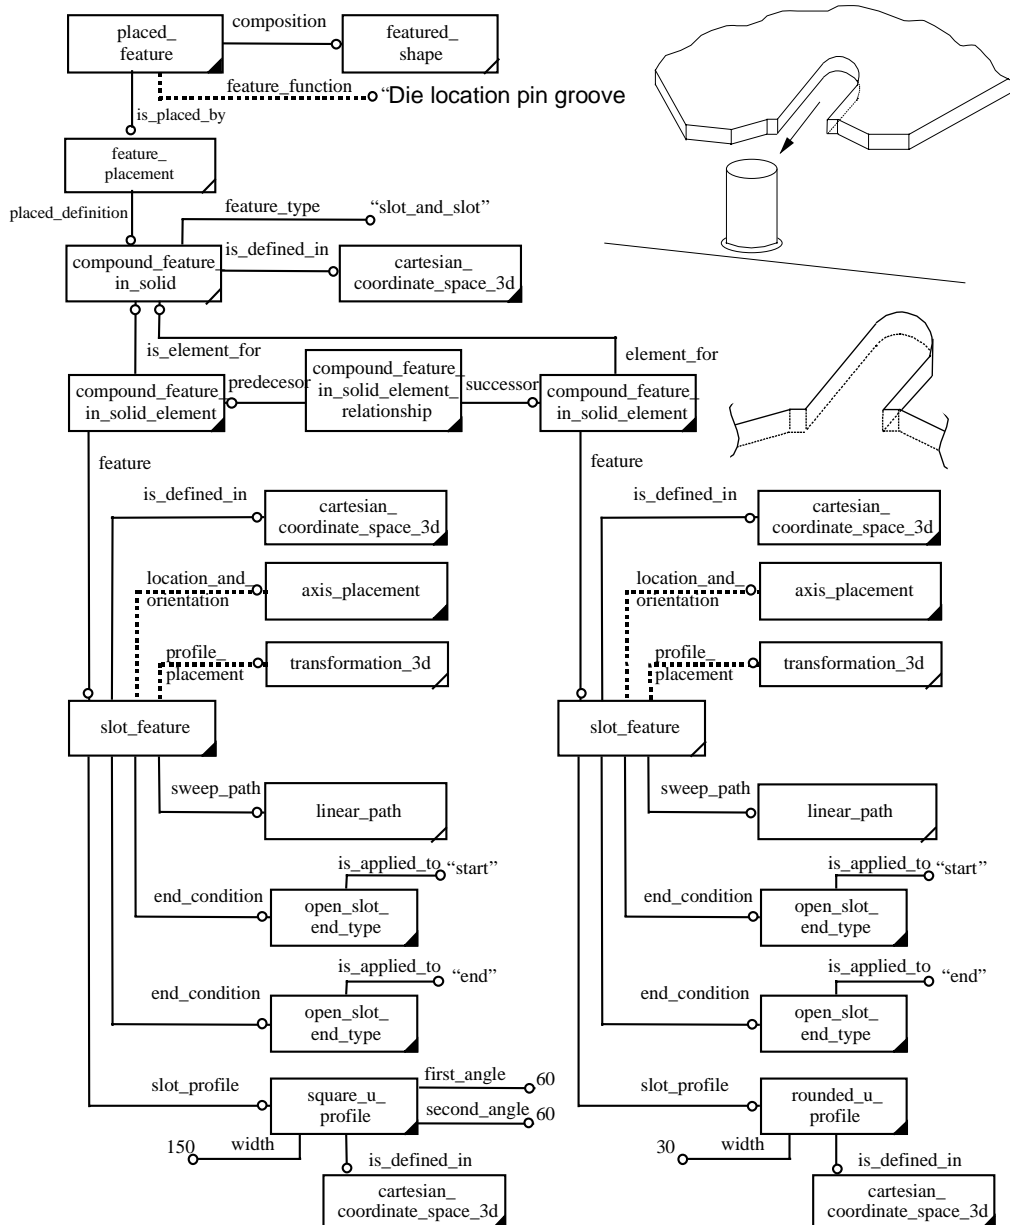 placed_
feature
composition
featured_
shape
feature_function
“Die location pin groove
is_placed_by
feature_
placement
placed_definition
feature_type
“slot_and_slot”
compound_feature_
in_solid
is_defined_in
cartesian_
coordinate_space_3d
is_element_for
element_for
compound_feature_
in_solid_element
predecesor
compound_feature_
in_solid_element_
relationship
successor
compound_feature_
in_solid_element
feature
is_defined_in
cartesian_
coordinate_space_3d
location_and_
orientation
axis_placement
profile_
placement
transformation_3d
slot_feature
sweep_path
linear_path
is_applied_to
“start”
end_condition
open_slot_
end_type
is_applied_to
“end”
end_condition
open_slot_
end_type
slot_profile
square_u_
profile
first_angle
60
second_angle
60
150
width
is_defined_in
cartesian_
coordinate_space_3d
feature
is_defined_in
cartesian_
coordinate_space_3d
location_and_
orientation
axis_placement
profile_
placement
transformation_3d
slot_feature
sweep_path
linear_path
is_applied_to
“start”
end_condition
open_slot_
end_type
is_applied_to
“end”
end_condition
open_slot_
end_type
slot_profile
rounded_u_
profile
30
width
is_defined_in
cartesian_
coordinate_space_3d